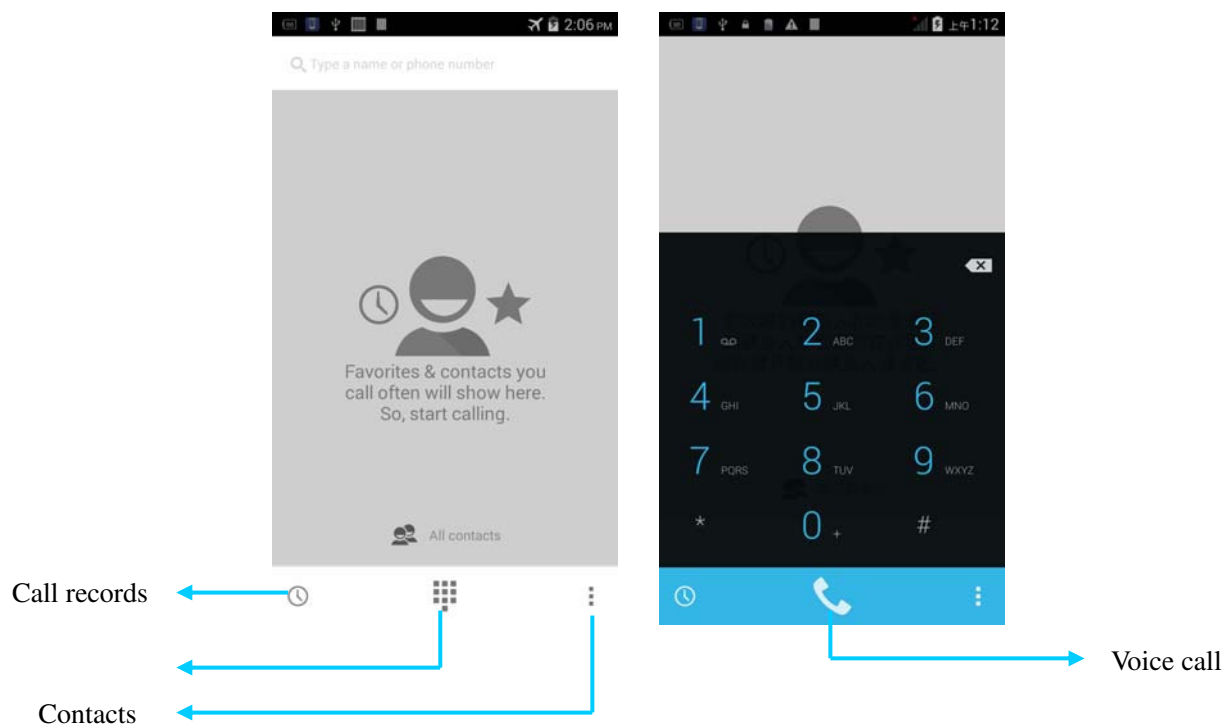 2:06 PM
Type a name or phone number
Favorites & contacts you
call often will show here.
So, start calling.
All contacts
上午1:12
1
2 ABC
3 DEF
4 GHI
5 JKL
6 MNO
7 PQRS
8 TUV
9 WXYZ
*
0 +
#
Call records
Contacts
Voice call